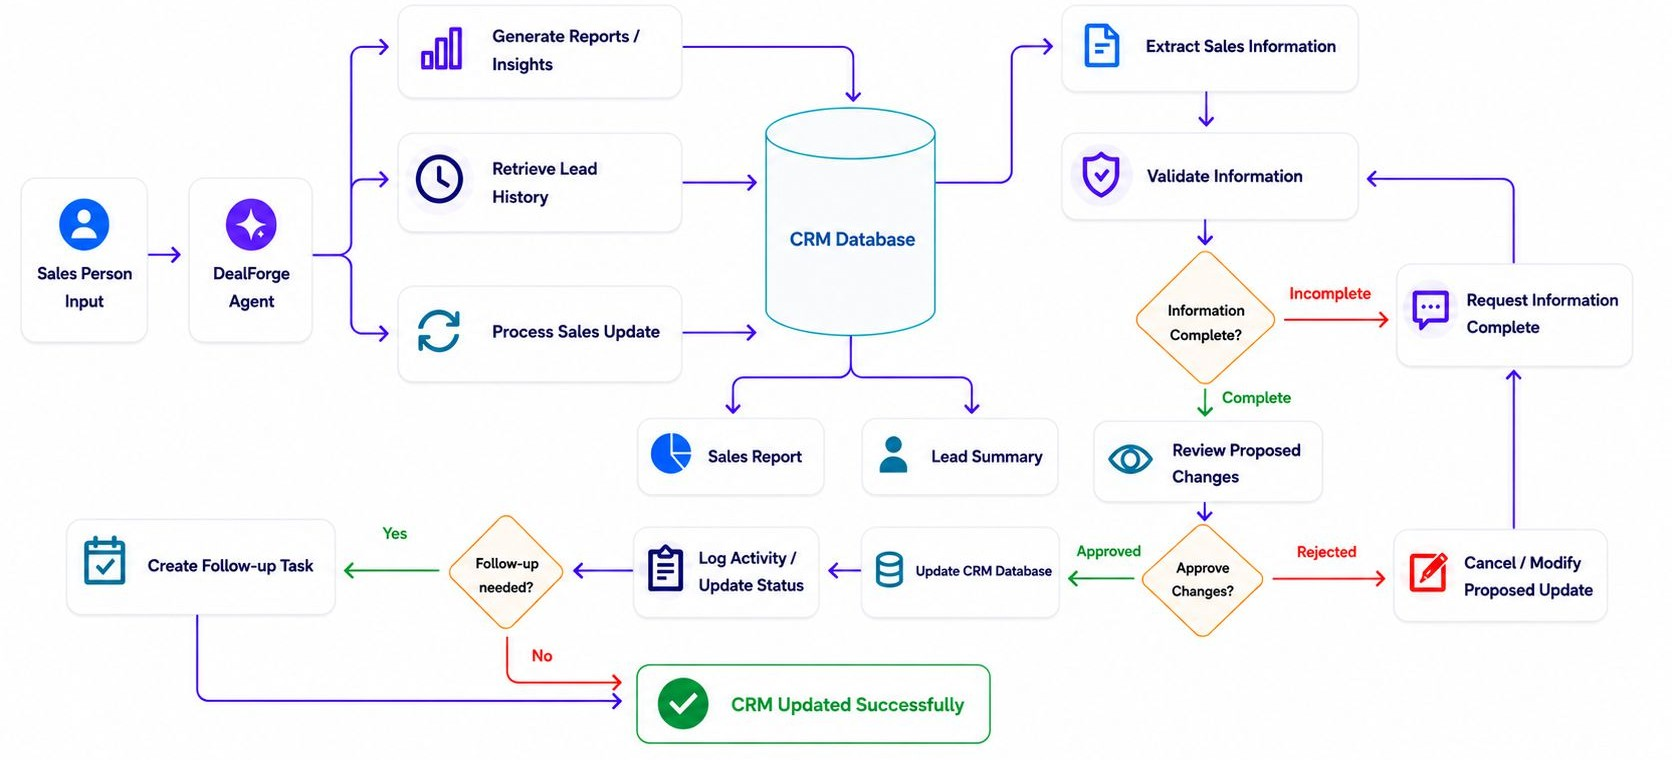 Generate Reports /
Insights
Extract Sales Information
Retrieve Lead
History
Validate Information
Sales Person
Input
DealForge
Agent
CRM Database
Process Sales Update
Information
Complete?
Incomplete
Request Information
Complete
Complete
Sales Report
Lead Summary
Review Proposed
Changes
Create Follow-up Task
Yes
Follow-up
needed?
Log Activity /
Update Status
Update CRM Database
Approved
Approve
Changes?
Rejected
Cancel / Modify
Proposed Update
No
CRM Updated Successfully